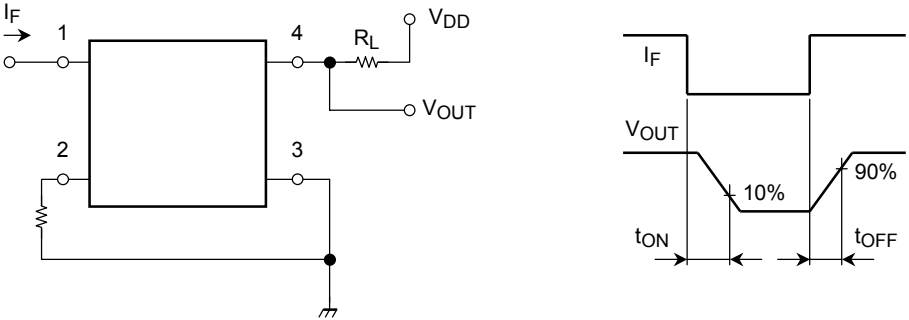 I_F
1
2
4
3
R_L
V_DD
V_OUT
I_F
V_OUT
10%
90%
t_ON
t_OFF